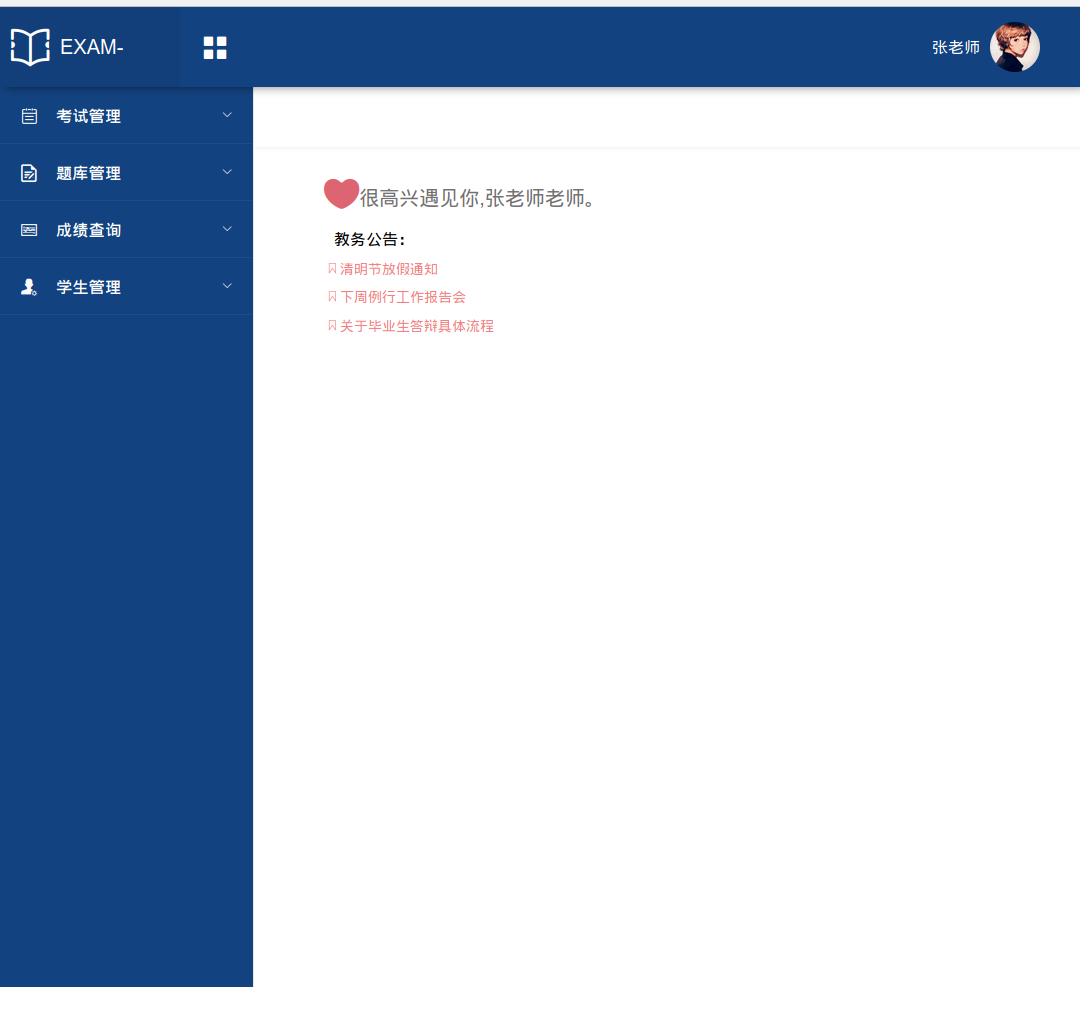 EXAM-
张老师
考试管理
题库管理
成绩查询
学生管理
很高兴遇见你,张老师老师。
教务公告：
清明节放假通知
下周例行工作报告会
关于毕业生答辩具体流程